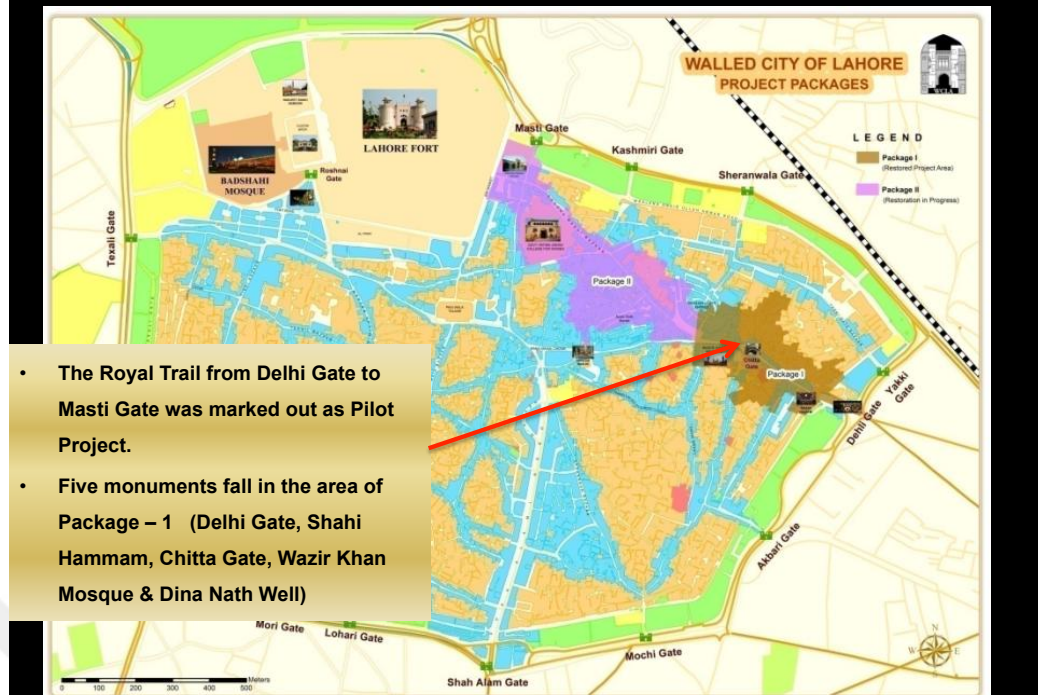 WALLED CITY OF LAHORE
PROJECT PACKAGES
WCLA
LEGEND
Package I
(Restored Project Area)
Package II
(Restoration in Progress)
LAHORE FORT
BADSHAHI
MOSQUE
Roshnai
Gate
Masti Gate
Kashmiri Gate
Sheranwala Gate
Texali Gate
Package II
Chitta
Gate
Package I
Yakki
Gate
Dehli Gate
Akbari Gate
Mochi Gate
Shah Alam Gate
Lohari Gate
Mori Gate
• The Royal Trail from Delhi Gate to
Masti Gate was marked out as Pilot
Project.
• Five monuments fall in the area of
Package – 1 (Delhi Gate, Shahi
Hammam, Chitta Gate, Wazir Khan
Mosque & Dina Nath Well)
N
W E
Meters
0 100 200 300 400 500